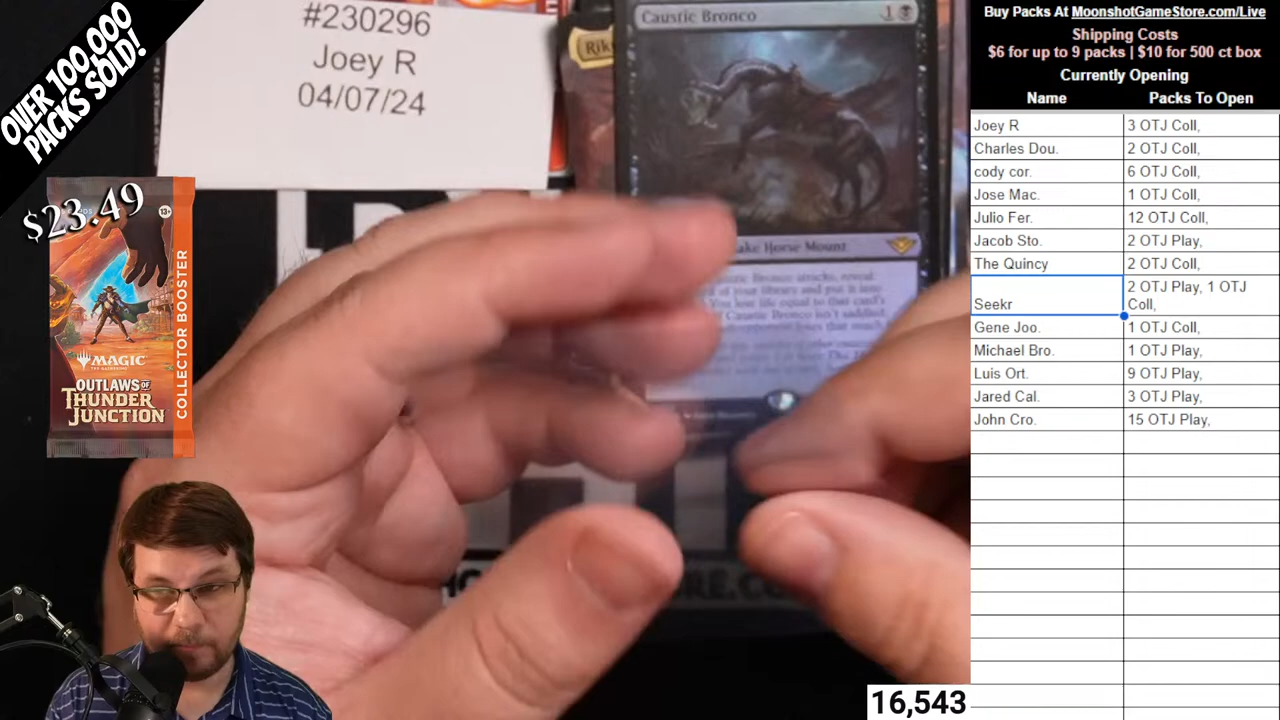 OVER 100,000
PACKS SOLD!
$23.49
13+
MAGIC
THE GATHERING
OUTLAWS OF
THUNDER
JUNCTION
COLLECTOR BOOSTER
#230296
Joey R
04/07/24
Caustic Bronco 1
Horse Mount
Buy Packs At MoonshotGameStore.com/Live
Shipping Costs
$6 for up to 9 packs | $10 for 500 ct box
Currently Opening
Name Packs To Open
Joey R 3 OTJ Coll,
Charles Dou. 2 OTJ Coll,
cody cor. 6 OTJ Coll,
Jose Mac. 1 OTJ Coll,
Julio Fer. 12 OTJ Coll,
Jacob Sto. 2 OTJ Play,
The Quincy 2 OTJ Coll,
Seekr 2 OTJ Play, 1 OTJ
Coll,
Gene Joo. 1 OTJ Coll,
Michael Bro. 1 OTJ Play,
Luis Ort. 9 OTJ Play,
Jared Cal. 3 OTJ Play,
John Cro. 15 OTJ Play,
16,543